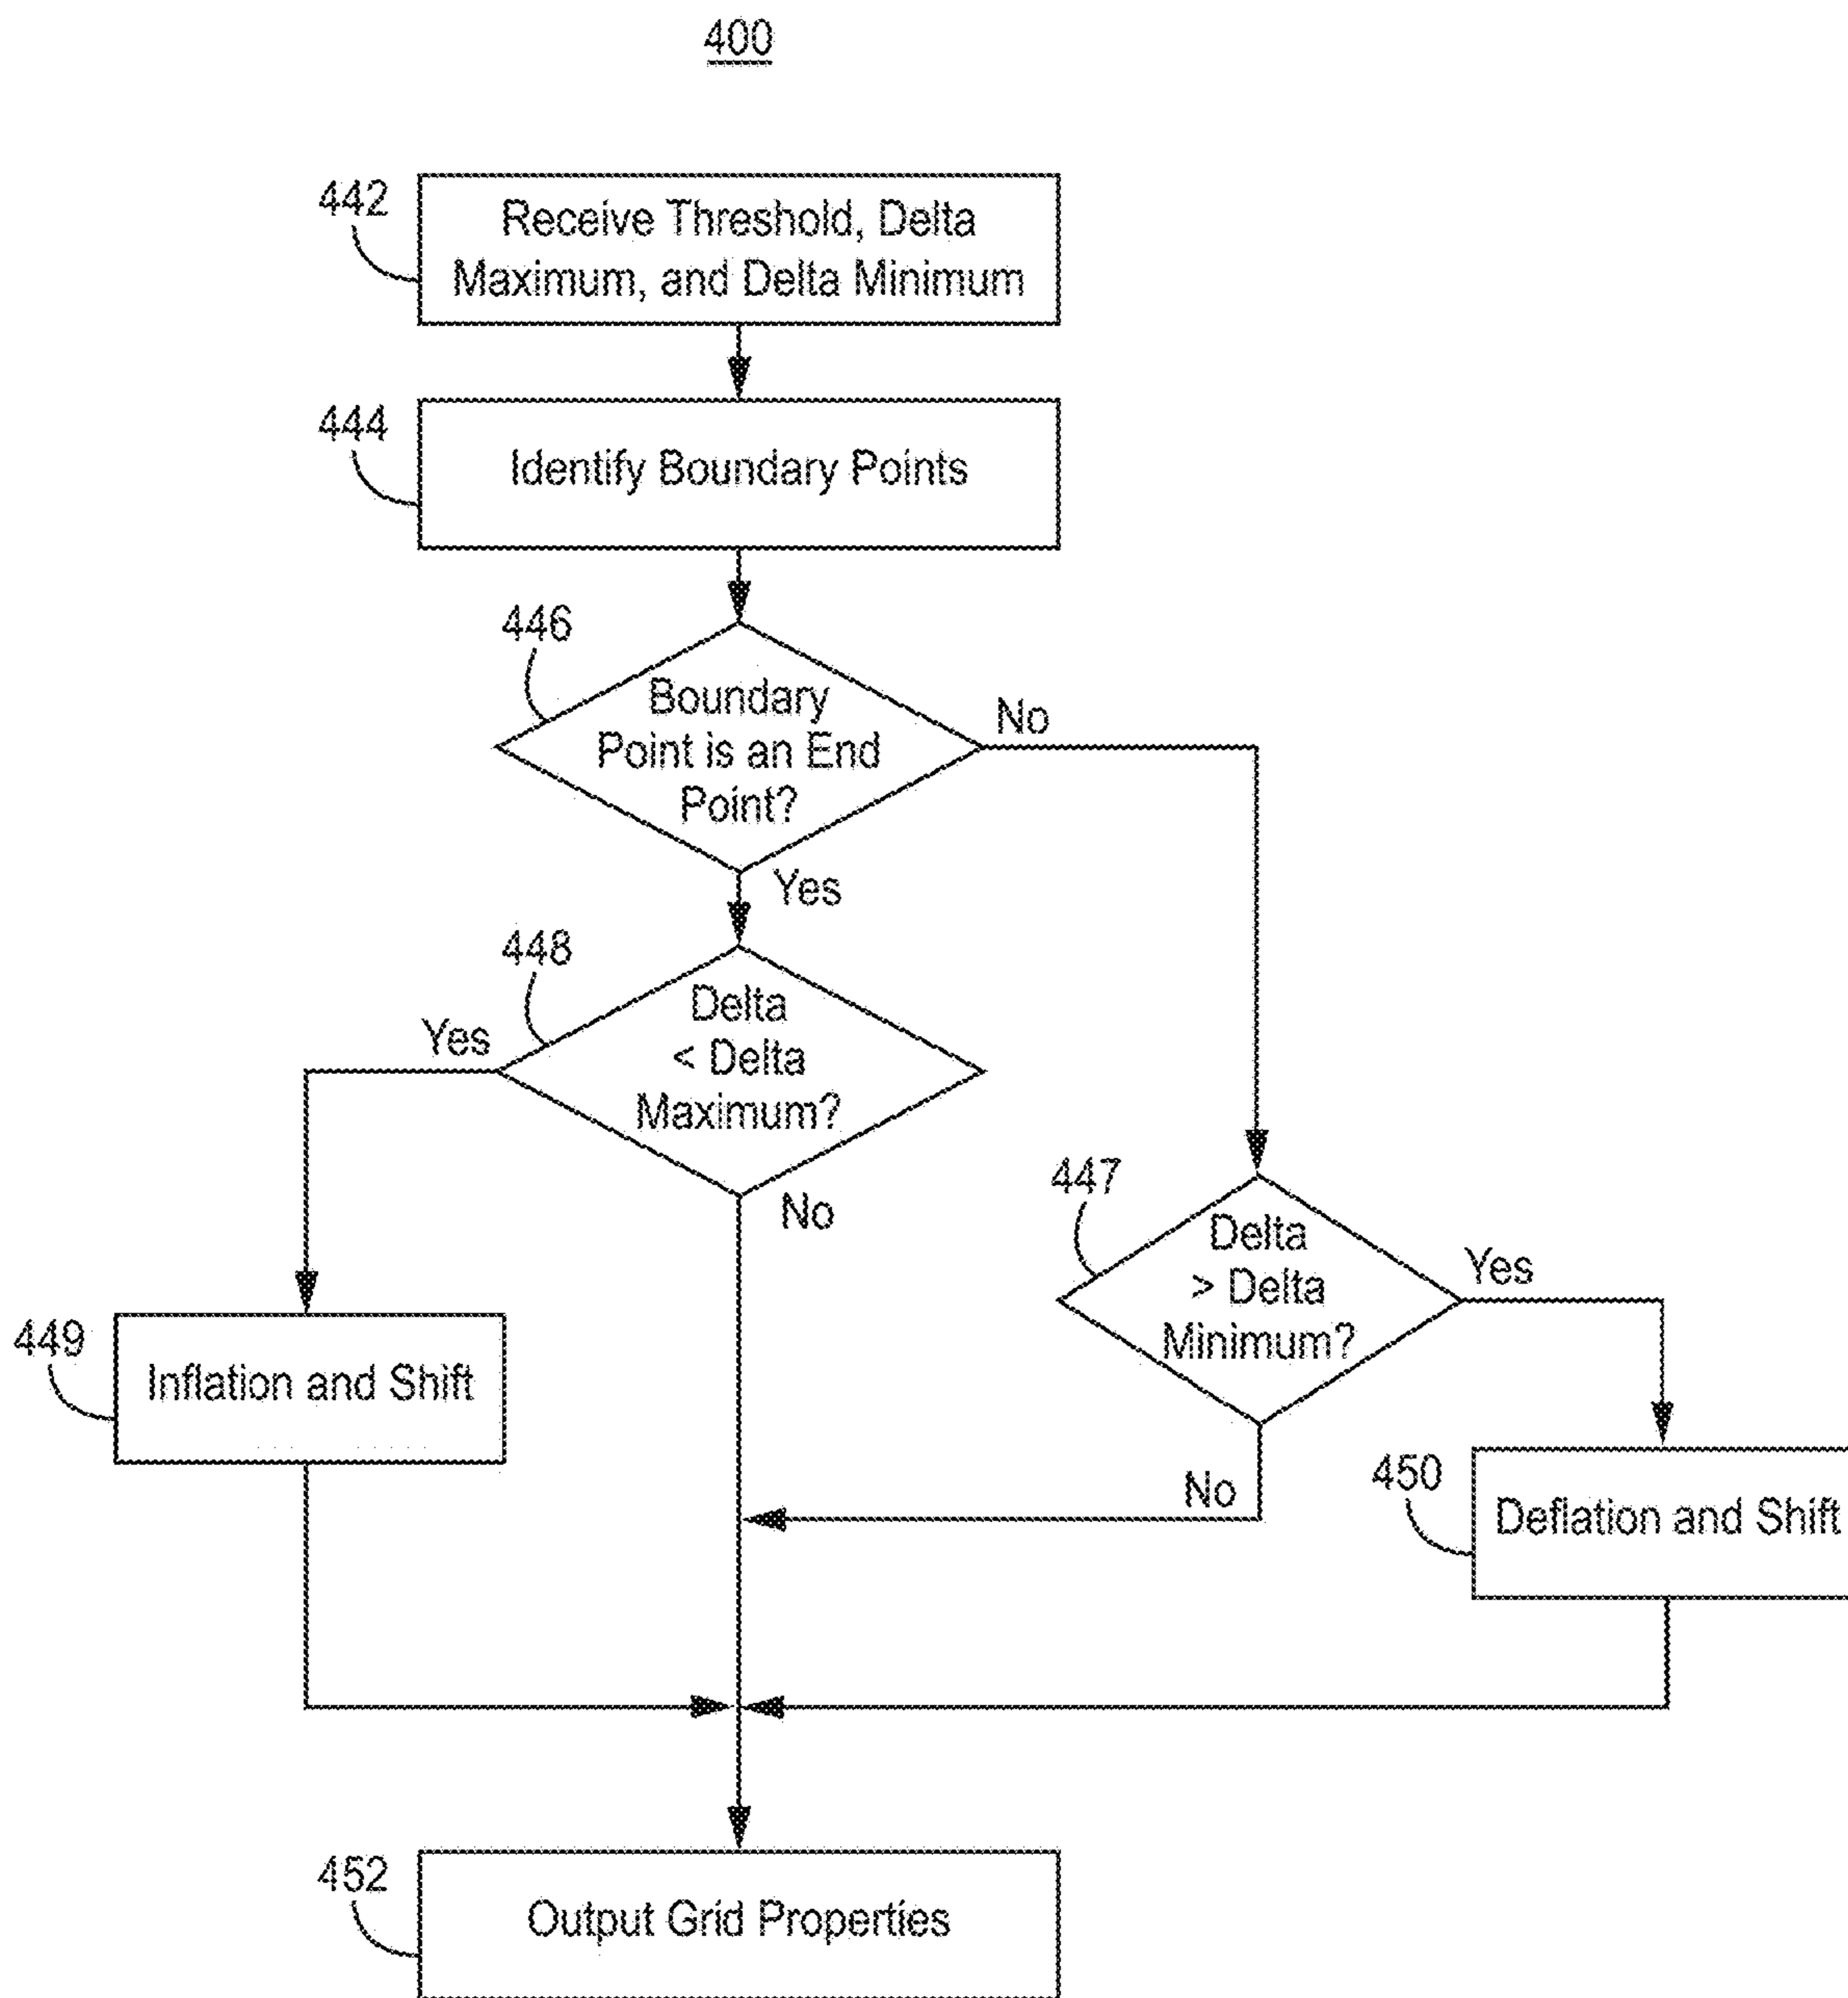 400
442
Receive Threshold, Delta
Maximum, and Delta Minimum
444
Identify Boundary Points
446
Boundary
Point is an End
Point?
No
Yes
448
Delta
< Delta
Maximum?
Yes
No
447
Delta
> Delta
Minimum?
Yes
No
449
Inflation and Shift
450
Deflation and Shift
452
Output Grid Properties